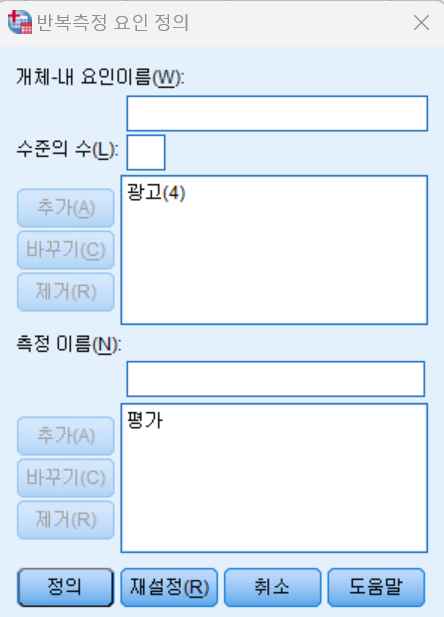 반복측정 요인 정의
개체-내 요인이름(W):
수준의 수(L):
추가(A)
바꾸기(C)
제거(R)
광고(4)
측정 이름(N):
추가(A)
바꾸기(C)
제거(R)
평가
정의 재설정(R) 취소 도움말